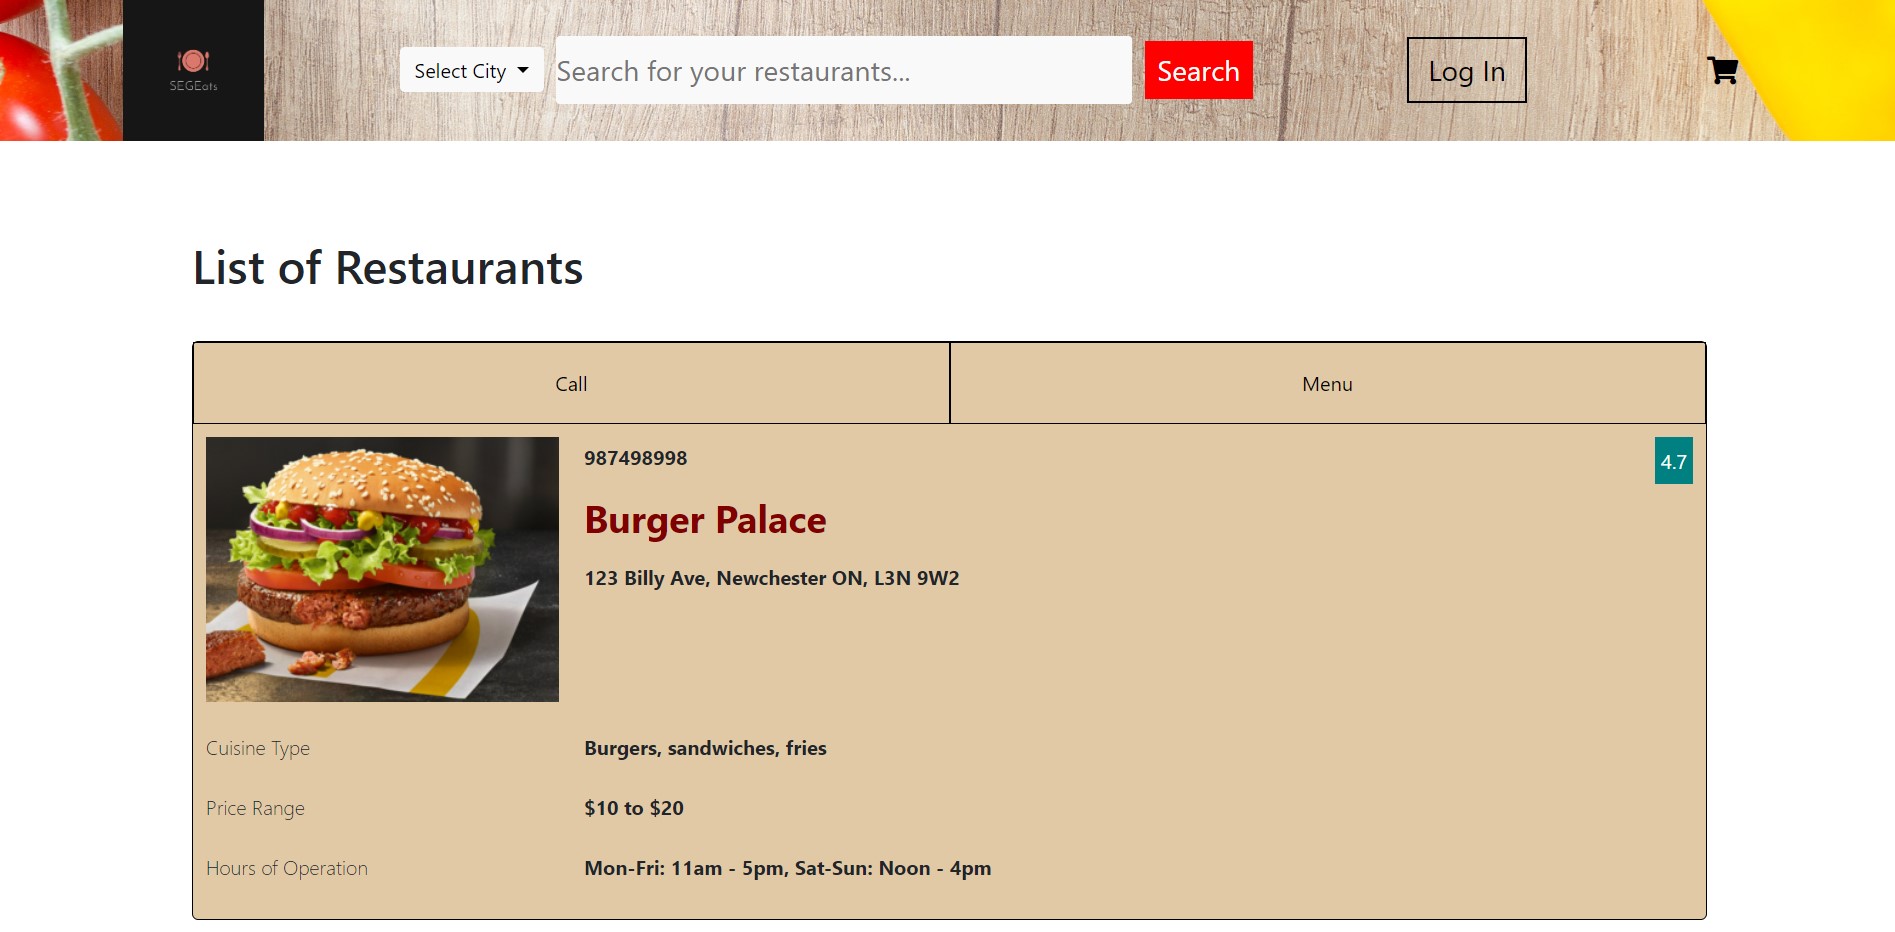 SEGEats
Select City
Search for your restaurants...
Search
Log In
List of Restaurants
Call
Menu
987498998
4.7
Burger Palace
123 Billy Ave, Newchester ON, L3N 9W2
Cuisine Type
Burgers, sandwiches, fries
Price Range
$10 to $20
Hours of Operation
Mon-Fri: 11am - 5pm, Sat-Sun: Noon - 4pm